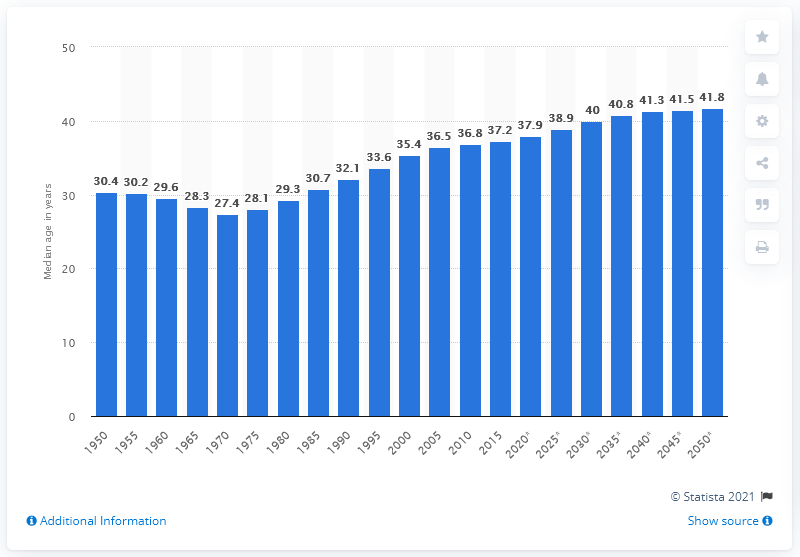 50
40
30
20
10
0
Median age in years
30.4 30.2 29.6 28.3 27.4 28.1 29.3 30.7 32.1 33.6 35.4 36.5 36.8 37.2 37.9 38.9 40 40.8 41.3 41.5 41.8
1950 1955 1960 1965 1970 1975 1980 1985 1990 1995 2000 2005 2010 2015 2020* 2025* 2030* 2035* 2040* 2045* 2050*
© Statista 2021
Additional Information
Show source